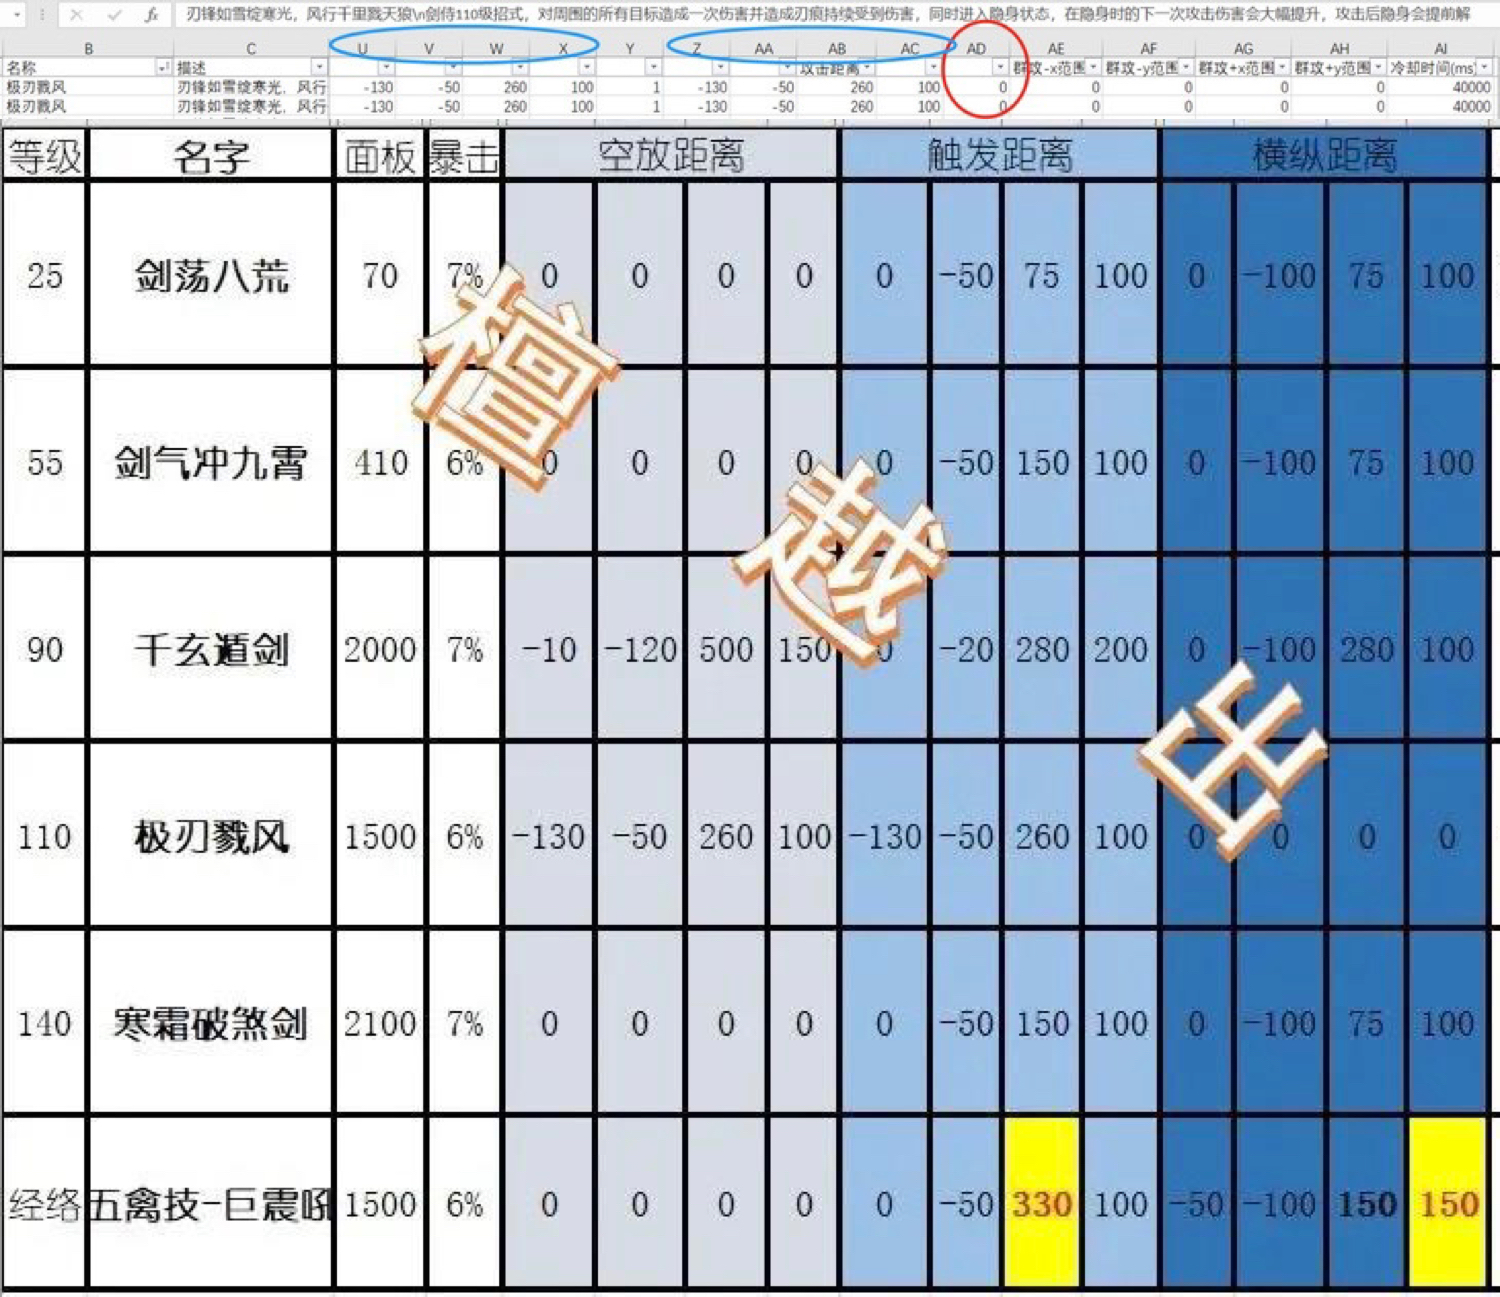 fx 刃锋如雪绽寒光，风行千里戮天狼\n剑侍110级招式，对周围的所有目标造成一次伤害并造成刃痕持续受到伤害，同时进入隐身状态，在隐身时的下一次攻击伤害会大幅提升，攻击后隐身会提前解
B C U V W X Y Z AA AB AC AD AE AF AG AH AI
名称 描述 攻击距离 群攻-x范围 群攻-y范围 群攻+x范围 群攻+y范围 冷却时间(ms)
极刃戮风 刃锋如雪绽寒光，风行 -130 -50 260 100 1 -130 -50 260 100 0 0 0 0 0 40000
极刃戮风 刃锋如雪绽寒光，风行 -130 -50 260 100 1 -130 -50 260 100 0 0 0 0 0 40000
等级 名字 面板 暴击 空放距离 触发距离 横纵距离
25 剑荡八荒 70 7% 0 0 0 0 0 -50 75 100 0 -100 75 100
55 剑气冲九霄 410 6% 0 0 0 0 0 -50 150 100 0 -100 75 100
90 千玄遁剑 2000 7% -10 -120 500 150 0 -20 280 200 0 -100 280 100
110 极刃戮风 1500 6% -130 -50 260 100 -130 -50 260 100 0 0 0 0
140 寒霜破煞剑 2100 7% 0 0 0 0 0 -50 150 100 0 -100 75 100
经络 五禽技-巨震吼 1500 6% 0 0 0 0 0 -50 330 100 -50 -100 150 150
檀越出